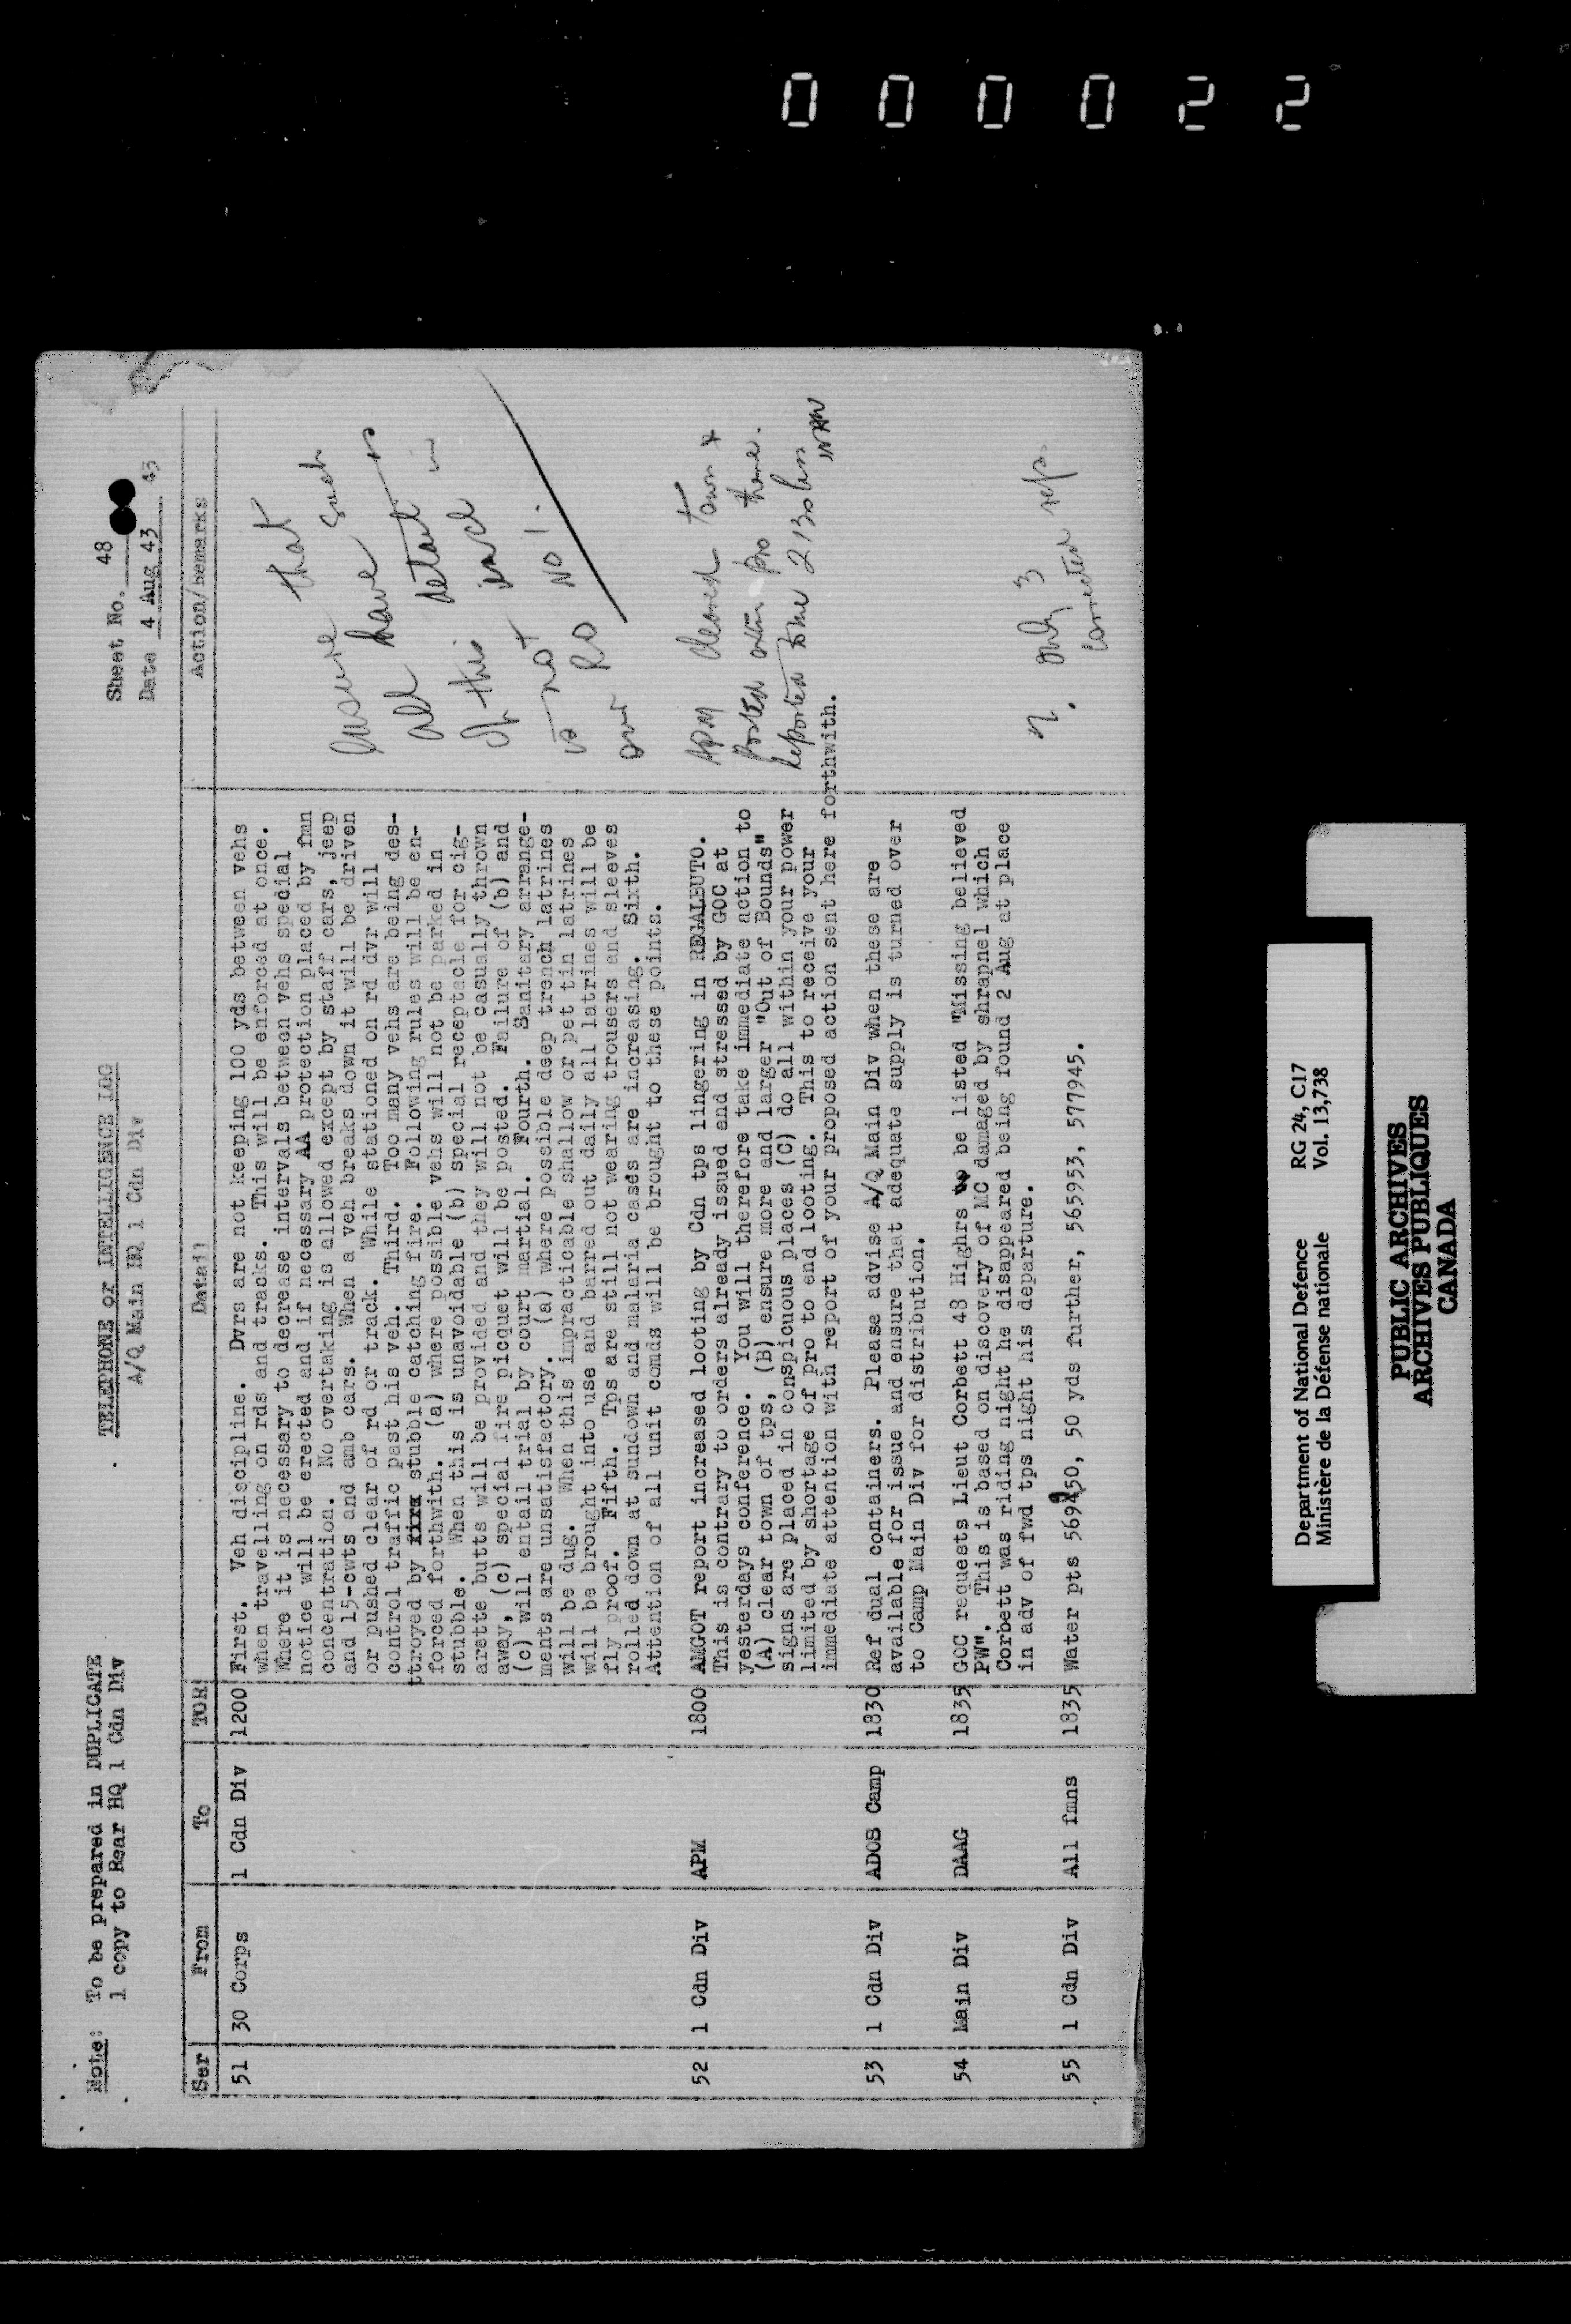 000022
Note: To be prepared in DUPLICATE
1 copy to Rear HQ 1 Cdn Div
TELEPHONE or INTELLIGENCE LOG
A/Q Main HQ 1 Cdn Div
Sheet No. 48
Date 4 Aug 43 43
Ser From To TOR Detail Action/Remarks
51 30 Corps 1 Cdn Div 1200 First. Veh discipline. Dvrs are not keeping 100 yds between vehs
when travelling on rds and tracks. This will be enforced at once.
Where it is necessary to decrease intervals between vehs special
notice will be erected and if necessary AA protection placed by fmn
concentration. No overtaking is allowed except by staff cars, jeep
and 15-cwts and amb cars. When a veh breaks down it will be driven
or pushed clear of rd or track. While stationed on rd dvr will
control traffic past his veh. Third. Too many vehs are being des-
ttroyed by fire stubble catching fire. Following rules will be en-
forced forthwith. (a) where possible vehs will not be parked in
stubble. When this is unavoidable (b) special receptacle for cig-
arette butts will be provided and they will not be casually thrown
away, (c) special fire picquet will be posted. Failure of (b) and
(c) will entail trial by court martial. Fourth. Sanitary arrange-
ments are unsatisfactory. (a) where possible deep trench latrines
will be dug. When this impracticable shallow or pet tin latrines
will be brought into use and barred out daily all latrines will be
fly proof. Fifth. Tps are still not wearing trousers and sleeves
rolled down at sundown and malaria cases are increasing. Sixth.
Attention of all unit comds will be brought to these points.
Ensure that
all have such
detail
of this
is not
our RO NO!
52 1 Cdn Div APM 1800 AMGOT report increased looting by Cdn tps lingering in REGALBUTO.
This is contrary to orders already issued and stressed by GOC at
yesterdays conference. You will therefore take immediate action to
(A) clear town of tps, (B) ensure more and larger "Out of Bounds"
signs are placed in conspicuous places (C) do all within your power
limited by shortage of pro to end looting. This to receive your
immediate attention with report of your proposed action sent here forthwith.
APM cleared town +
posted extra pro there.
Reported to me 2130 hrs
53 1 Cdn Div ADOS Camp 1830 Ref dual containers. Please advise A/Q Main Div when these are
available for issue and ensure that adequate supply is turned over
to Camp Main Div for distribution.
54 Main Div DAAG 1835 GOC requests Lieut Corbett 48 Highrs be listed "Missing believed
PW". This is based on discovery of MC damaged by shrapnel which
Corbett was riding night he disappeared being found 2 Aug at place
in adv of fwd tps night his departure.
55 1 Cdn Div All fmns 1835 Water pts 569950, 50 yds further, 565953, 577945.
only 3
corrected
Department of National Defence RG 24, C17
Ministère de la Défense nationale Vol. 13,738
PUBLIC ARCHIVES
ARCHIVES PUBLIQUES
CANADA